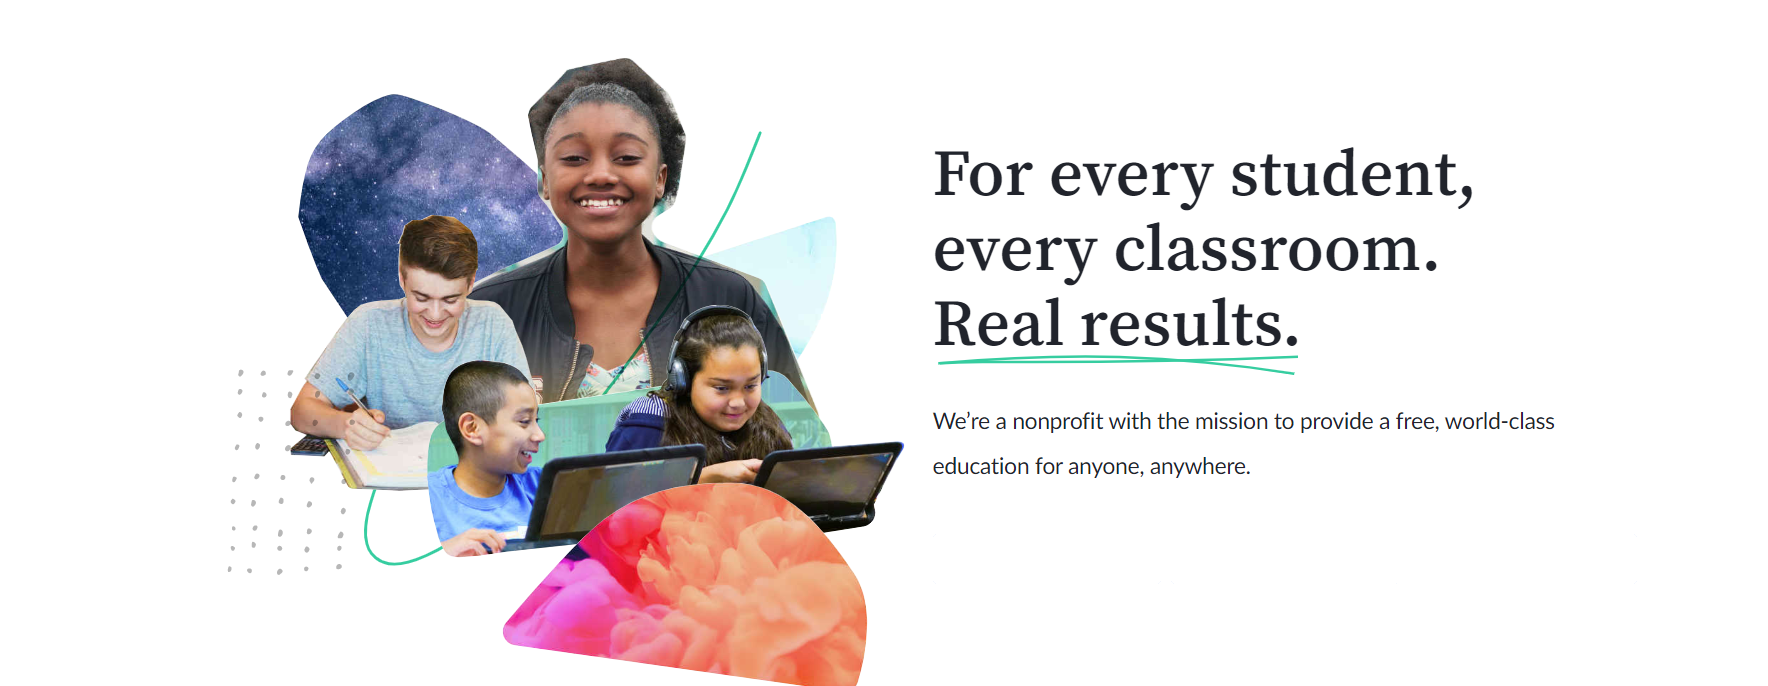 For every student,
every classroom.
Real results.
We’re a nonprofit with the mission to provide a free, world-class
education for anyone, anywhere.